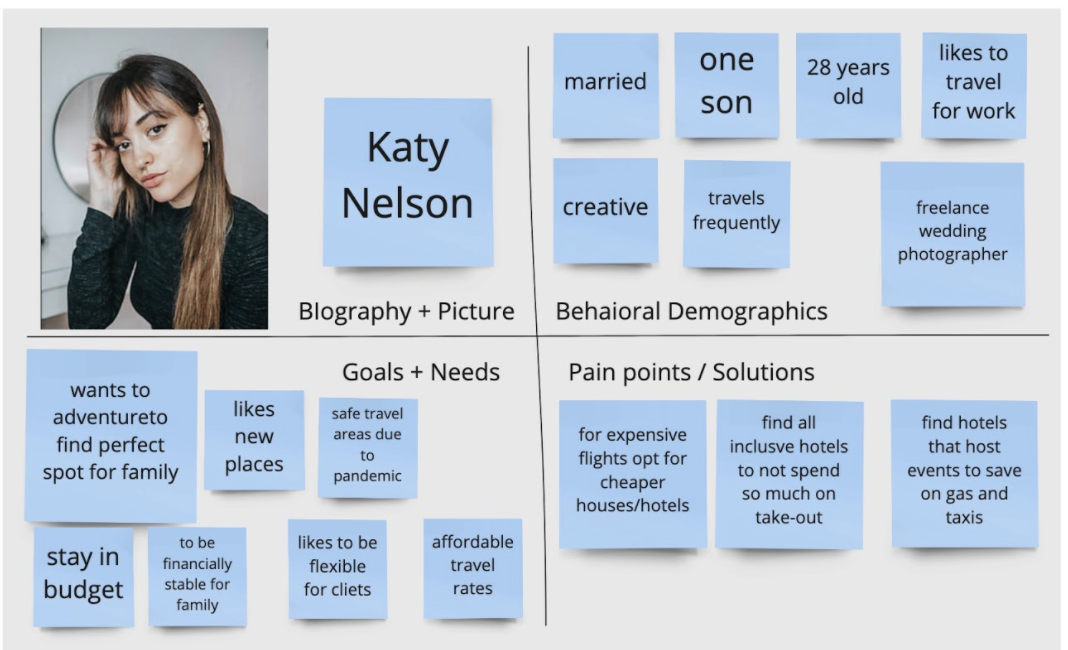 Katy
Nelson
BIography + Picture
married
one
son
28 years
old
likes to
travel
for work
creative
travels
frequently
freelance
wedding
photographer
Behaioral Demographics
Goals + Needs
wants to
adventureto
find perfect
spot for family
likes
new
places
safe travel
areas due
to
pandemic
stay in
budget
to be
financially
stable for
family
likes to be
flexible
for cliets
affordable
travel
rates
Pain points / Solutions
for expensive
flights opt for
cheaper
houses/hotels
find all
inclusve hotels
to not spend
so much on
take-out
find hotels
that host
events to save
on gas and
taxis